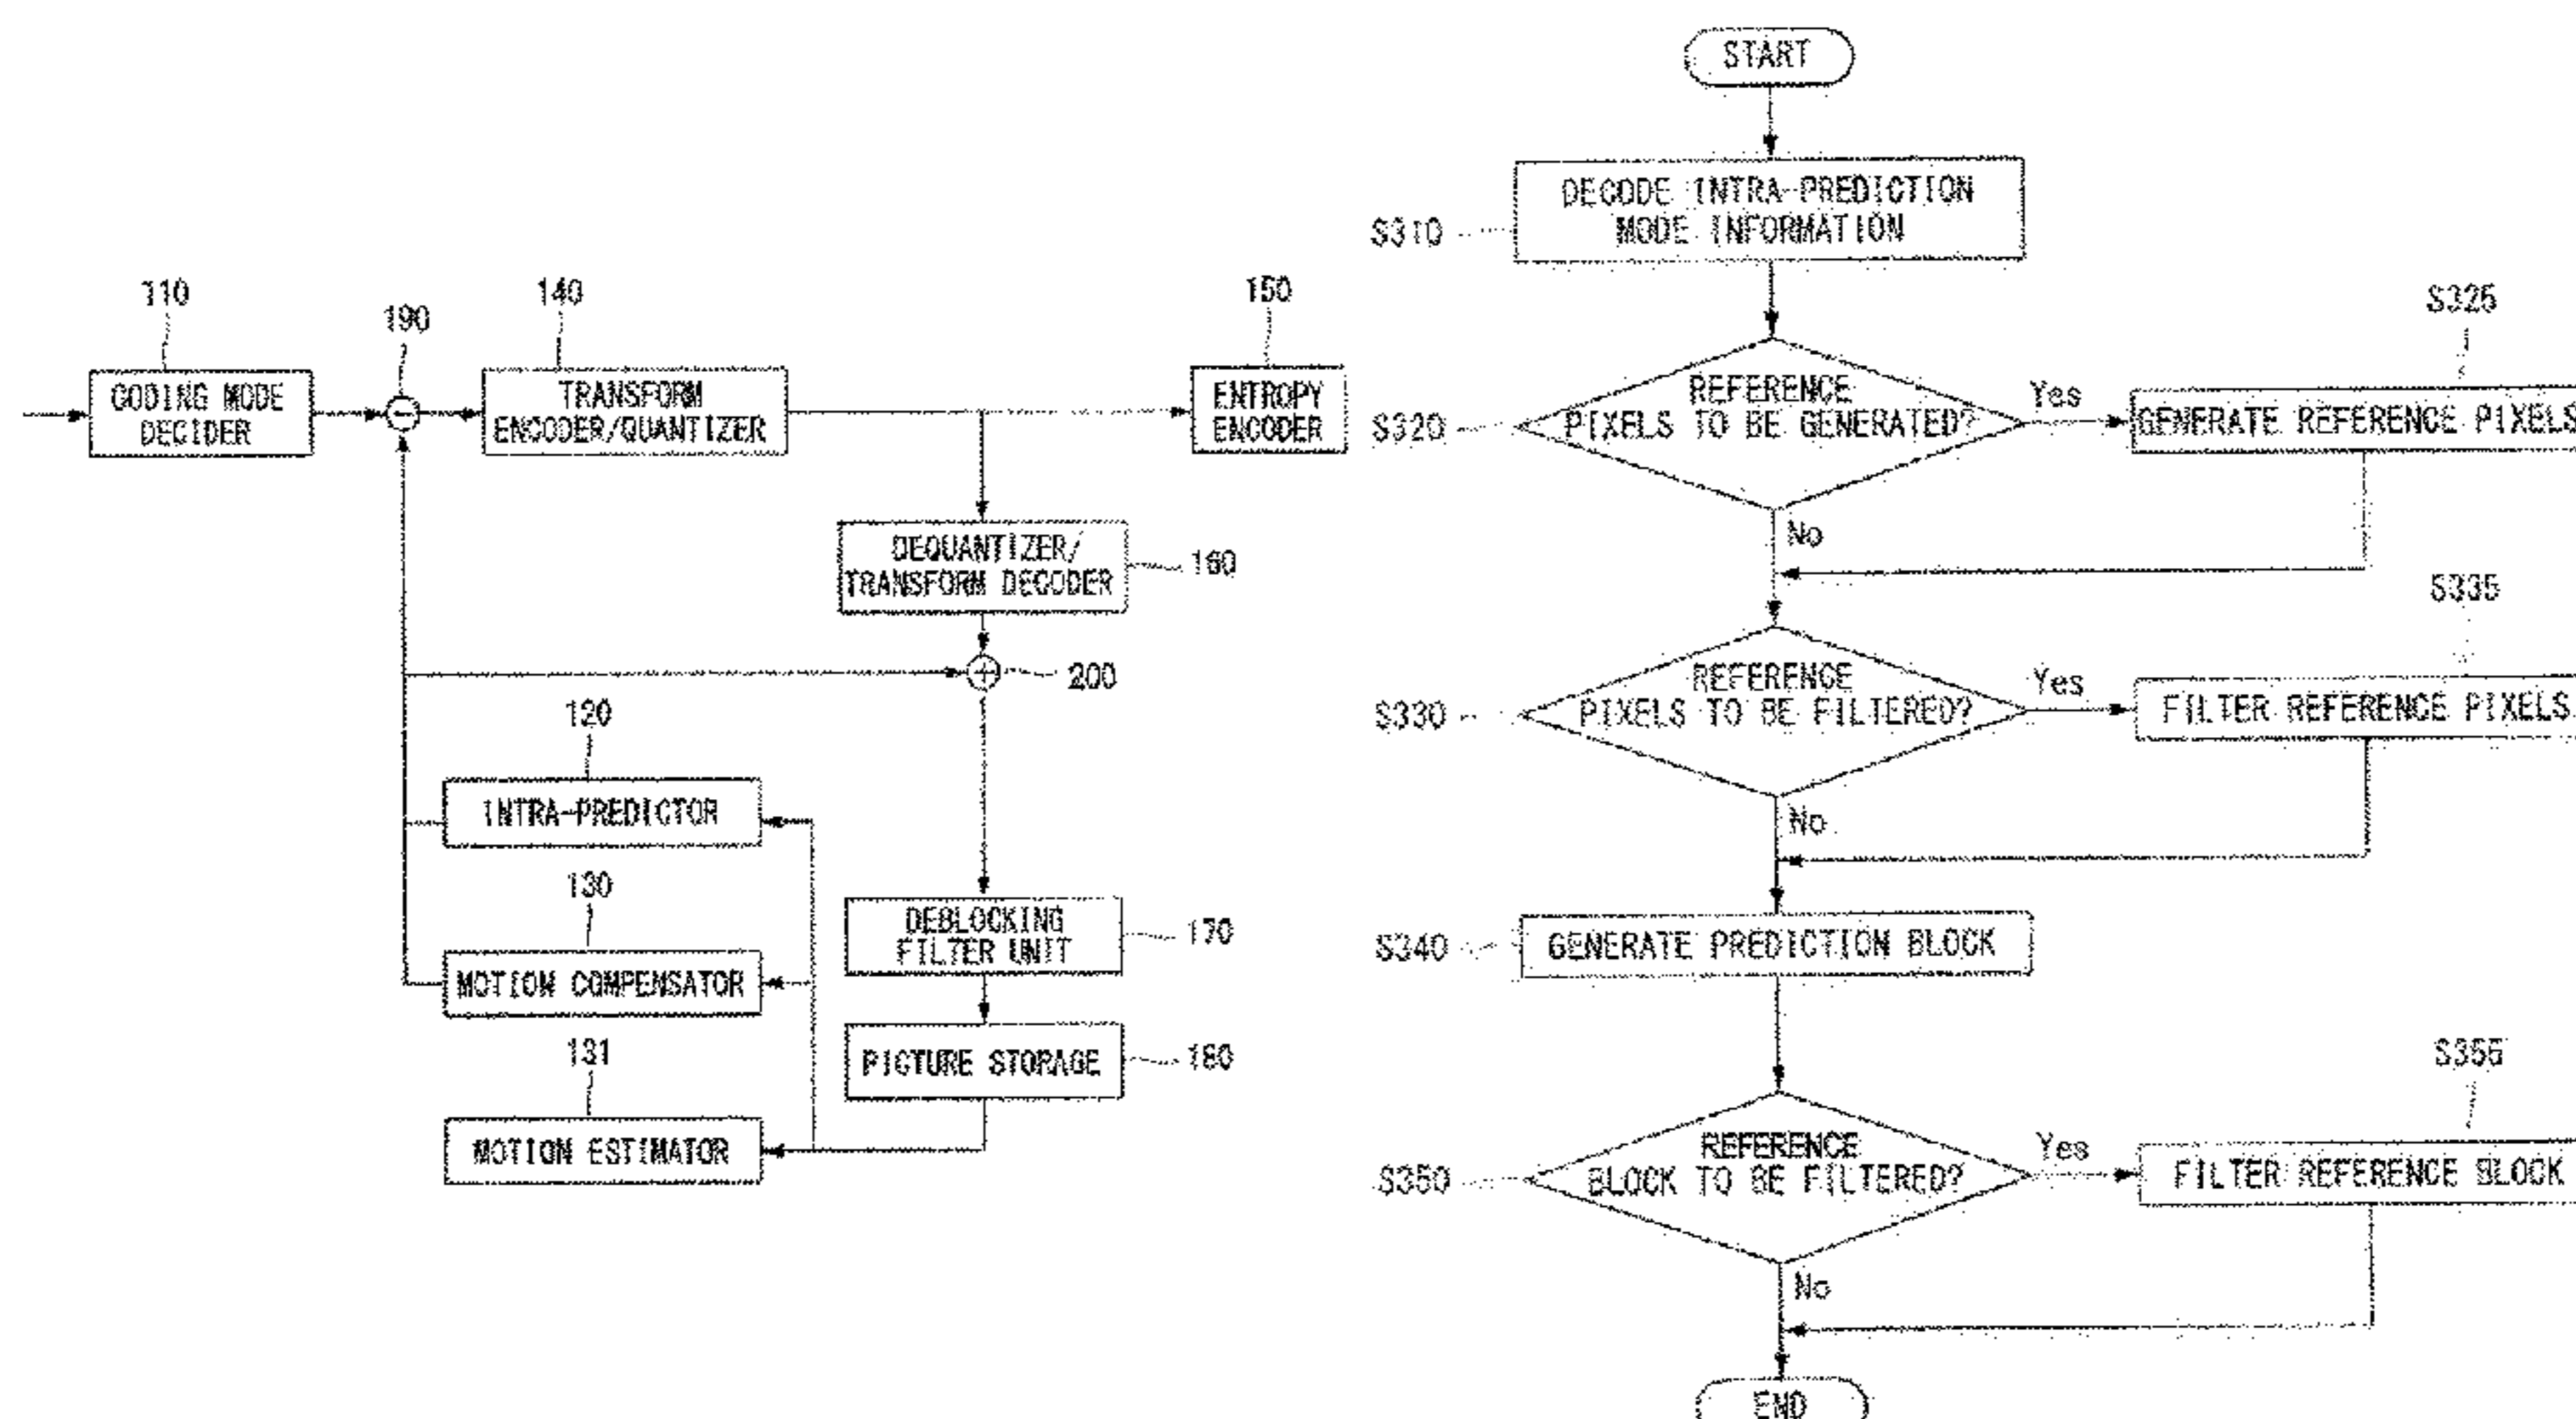 110
190
140
150
CODING MODE
DECIDER
TRANSFORM
ENCODER/QUANTIZER
ENTROPY
ENCODER
DEQUANTIZER/
TRANSFORM DECODER
160
200
120
INTRA-PREDICTOR
130
MOTION COMPENSATOR
DEBLOCKING
FILTER UNIT
170
131
MOTION ESTIMATOR
PICTURE STORAGE
180
START
DECODE INTRA-PREDICTION
MODE INFORMATION
S310
S325
REFERENCE
PIXELS TO BE GENERATED?
S320
Yes
GENERATE REFERENCE PIXELS
No
S335
REFERENCE
PIXELS TO BE FILTERED?
S330
Yes
FILTER REFERENCE PIXELS
No
S340
GENERATE PREDICTION BLOCK
S355
REFERENCE
BLOCK TO BE FILTERED?
S350
Yes
FILTER REFERENCE BLOCK
No
END